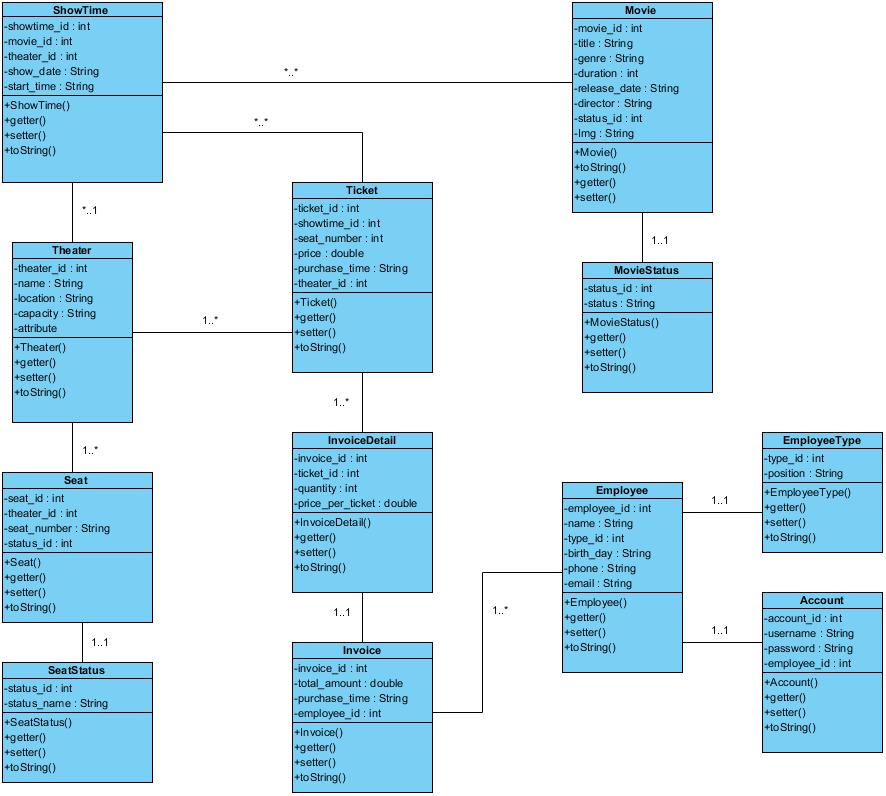 ShowTime
-showtime_id : int
-movie_id : int
-theater_id : int
-show_date : String
-start_time : String
+ShowTime()
+getter()
+setter()
+toString()
*..*
Movie
-movie_id : int
-title : String
-genre : String
-duration : int
-release_date : String
-director : String
-status_id : int
-Img : String
+Movie()
+toString()
+getter()
+setter()
*..*
*..1
Ticket
-ticket_id : int
-showtime_id : int
-seat_number : int
-price : double
-purchase_time : String
-theater_id : int
+Ticket()
+getter()
+setter()
+toString()
1..1
Theater
-theater_id : int
-name : String
-location : String
-capacity : String
-attribute
+Theater()
+getter()
+setter()
+toString()
1..*
MovieStatus
-status_id : int
-status : String
+MovieStatus()
+getter()
+setter()
+toString()
1..*
1..*
Seat
-seat_id : int
-theater_id : int
-seat_number : String
-status_id : int
+Seat()
+getter()
+setter()
+toString()
InvoiceDetail
-invoice_id : int
-ticket_id : int
-quantity : int
-price_per_ticket : double
+InvoiceDetail()
+getter()
+setter()
+toString()
Employee
-employee_id : int
-name : String
-type_id : int
-birth_day : String
-phone : String
-email : String
+Employee()
+getter()
+setter()
+toString()
1..1
EmployeeType
-type_id : int
-position : String
+EmployeeType()
+getter()
+setter()
+toString()
1..1
Account
-account_id : int
-username : String
-password : String
-employee_id : int
+Account()
+getter()
+setter()
+toString()
1..1
1..1
1..*
SeatStatus
-status_id : int
-status_name : String
+SeatStatus()
+getter()
+setter()
+toString()
Invoice
-invoice_id : int
-total_amount : double
-purchase_time : String
-employee_id : int
+Invoice()
+getter()
+setter()
+toString()